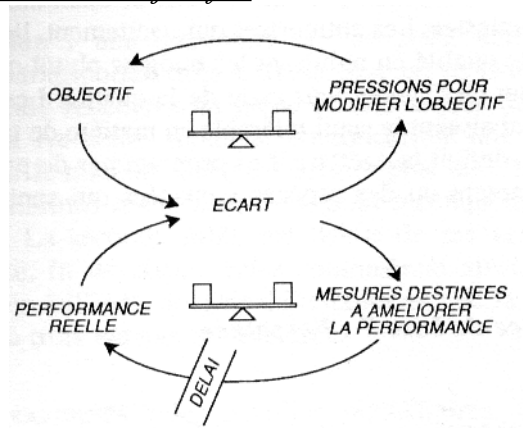 OBJECTIF
PRESSIONS POUR
MODIFIER L'OBJECTIF
ECART
PERFORMANCE
REELLE
MESURES DESTINEES
A AMELIORER
LA PERFORMANCE
DELAI